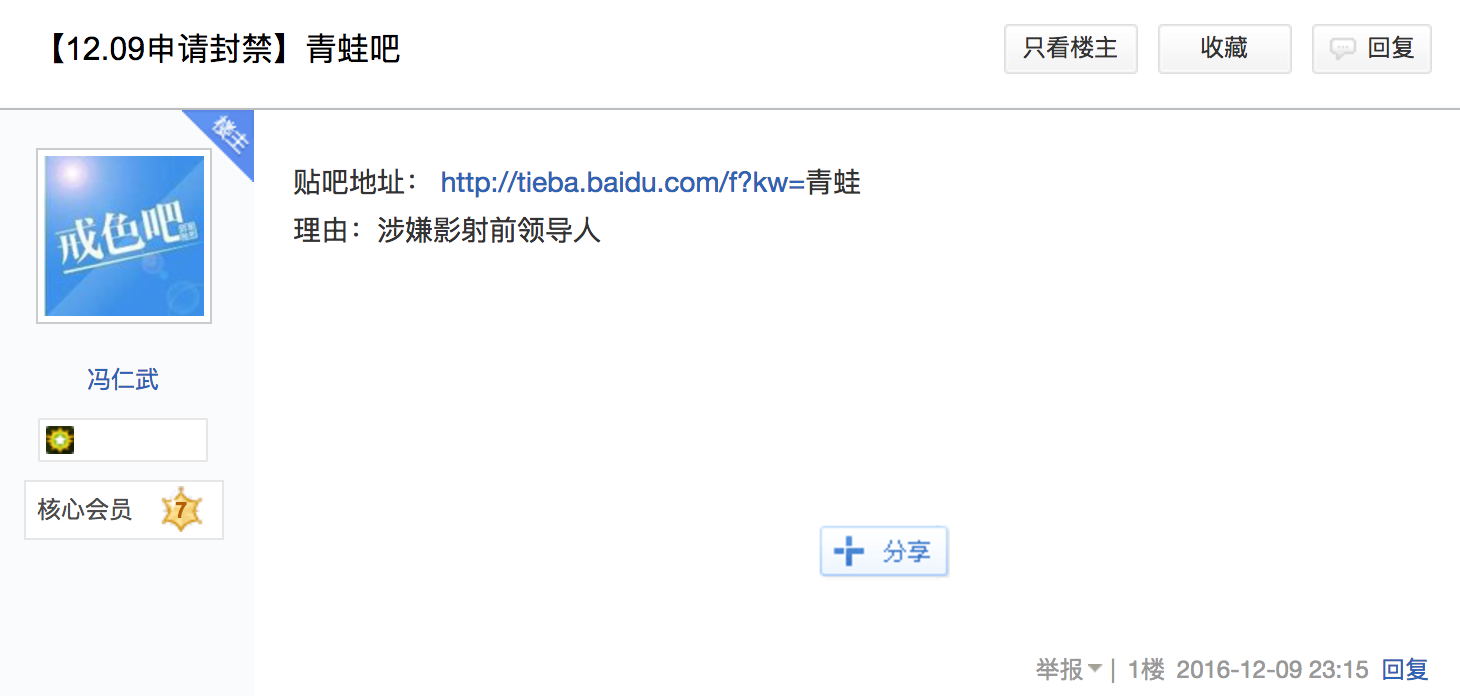 【12.09申请封禁】青蛙吧
只看楼主
收藏
回复
楼主
戒色吧
冯仁武
核心会员 7
贴吧地址： http://tieba.baidu.com/f?kw=青蛙
理由：涉嫌影射前领导人
分享
举报 | 1楼 2016-12-09 23:15 回复